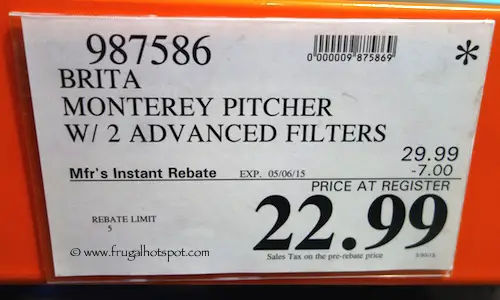 987586
0"000009"875869"
*
BRITA
MONTEREY PITCHER
W/ 2 ADVANCED FILTERS
29.99
Mfr's Instant Rebate EXP. 05/06/15 -7.00
PRICE AT REGISTER
22.99
REBATE LIMIT
5
Sales Tax on the pre-rebate price
© www.frugalhotspot.com